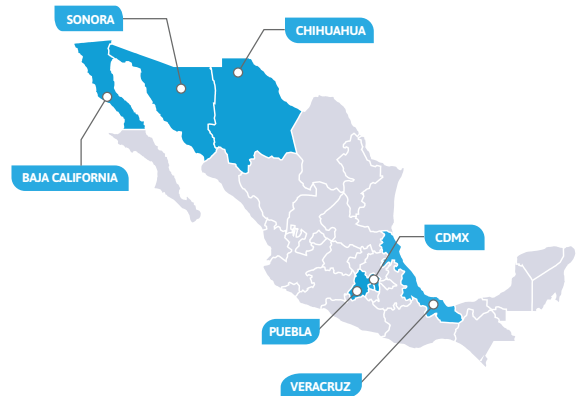 SONORA
CHIHUAHUA
BAJA CALIFORNIA
CDMX
PUEBLA
VERACRUZ